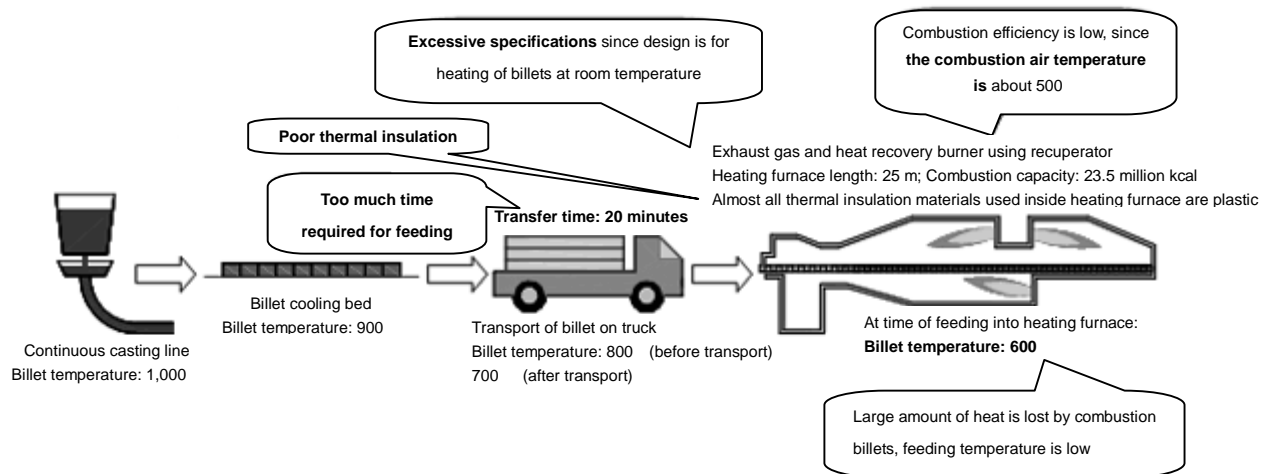 Excessive specifications since design is for
heating of billets at room temperature
Combustion efficiency is low, since
the combustion air temperature
is about 500
Poor thermal insulation
Exhaust gas and heat recovery burner using recuperator
Heating furnace length: 25 m; Combustion capacity: 23.5 million kcal
Almost all thermal insulation materials used inside heating furnace are plastic
Too much time
required for feeding
Transfer time: 20 minutes
Continuous casting line
Billet temperature: 1,000
Billet cooling bed
Billet temperature: 900
Transport of billet on truck
Billet temperature: 800 (before transport)
700 (after transport)
At time of feeding into heating furnace:
Billet temperature: 600
Large amount of heat is lost by combustion
billets, feeding temperature is low